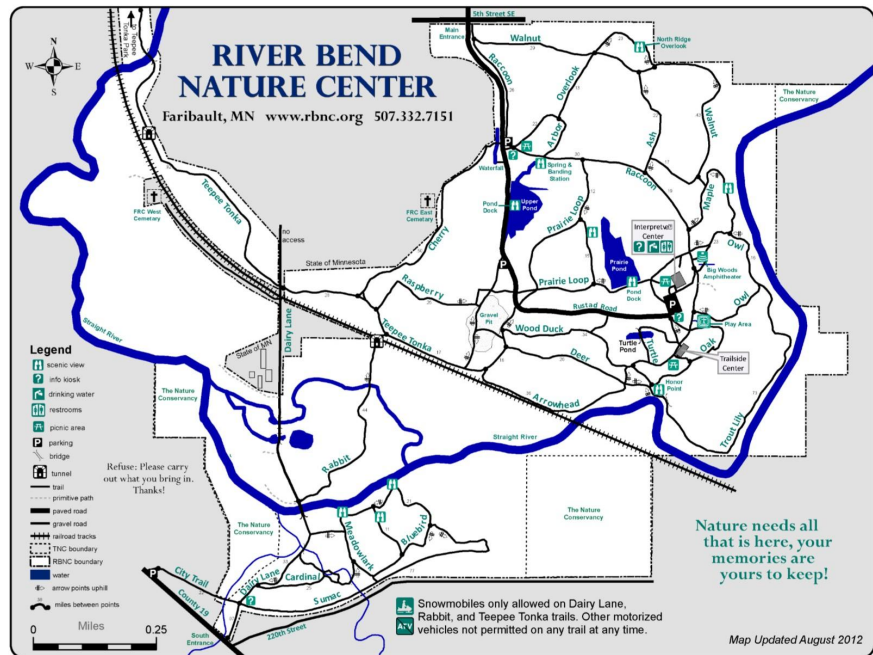 5th Street SE
Main
Entrance
To Teepee
Tonka Park
N
W
E
S
RIVER BEND
NATURE CENTER
Faribault, MN www.rbnc.org 507.332.7151
Walnut
North Ridge
Overlook
Raccoon
Overlook
The Nature
Conservancy
Walnut
Arbor
Ash
Waterfall
Spring &
Banding
Station
Raccoon
Maple
FRC West
Cemetary
Teepee Tonka
FRC East
Cemetary
Pond
Dock
Upper
Pond
Prairie Loop
Interpretive
Center
Cherry
Owl
no
access
State of Minnesota
Prairie
Pond
Big Woods
Amphitheater
Raspberry
Prairie Loop
Pond
Dock
Owl
Rustad Road
Gravel
Pit
Play Area
Straight River
Dairy Lane
Teepee Tonka
Wood Duck
Turtle
Pond
Turtle
Oak
State of MN
Deer
Trailside
Center
Arrowhead
Honor
Point
Trout Lily
Legend
scenic view
info kiosk
drinking water
restrooms
picnic area
parking
bridge
tunnel
trail
primitive path
paved road
gravel road
railroad tracks
TNC boundary
RBNC boundary
water
arrow points uphill
miles between points
0 Miles 0.25
The Nature
Conservancy
Refuse: Please carry
out what you bring in.
Thanks!
Rabbit
Straight River
The Nature
Conservancy
The Nature
Conservancy
Meadowlark
Bluebird
City Trail
Dairy Lane
Cardinal
Sumac
County 19
220th Street
South
Entrance
Nature needs all
that is here, your
memories are
yours to keep!
Snowmobiles only allowed on Dairy Lane,
Rabbit, and Teepee Tonka trails. Other motorized
vehicles not permitted on any trail at any time.
ATV
Map Updated August 2012